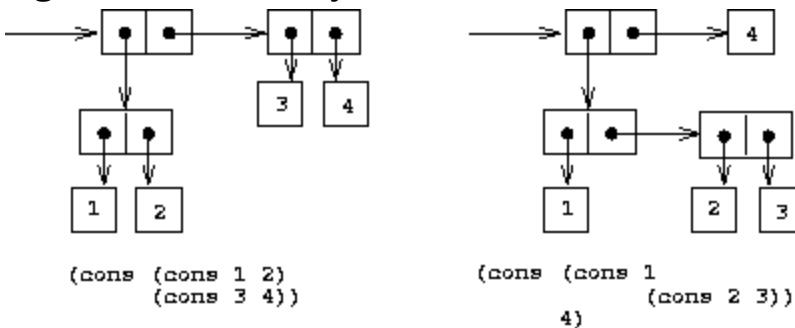 4
3 4
1 2
1 2 3
(cons (cons 1 2)
(cons 3 4))
(cons (cons 1
(cons 2 3))
4)